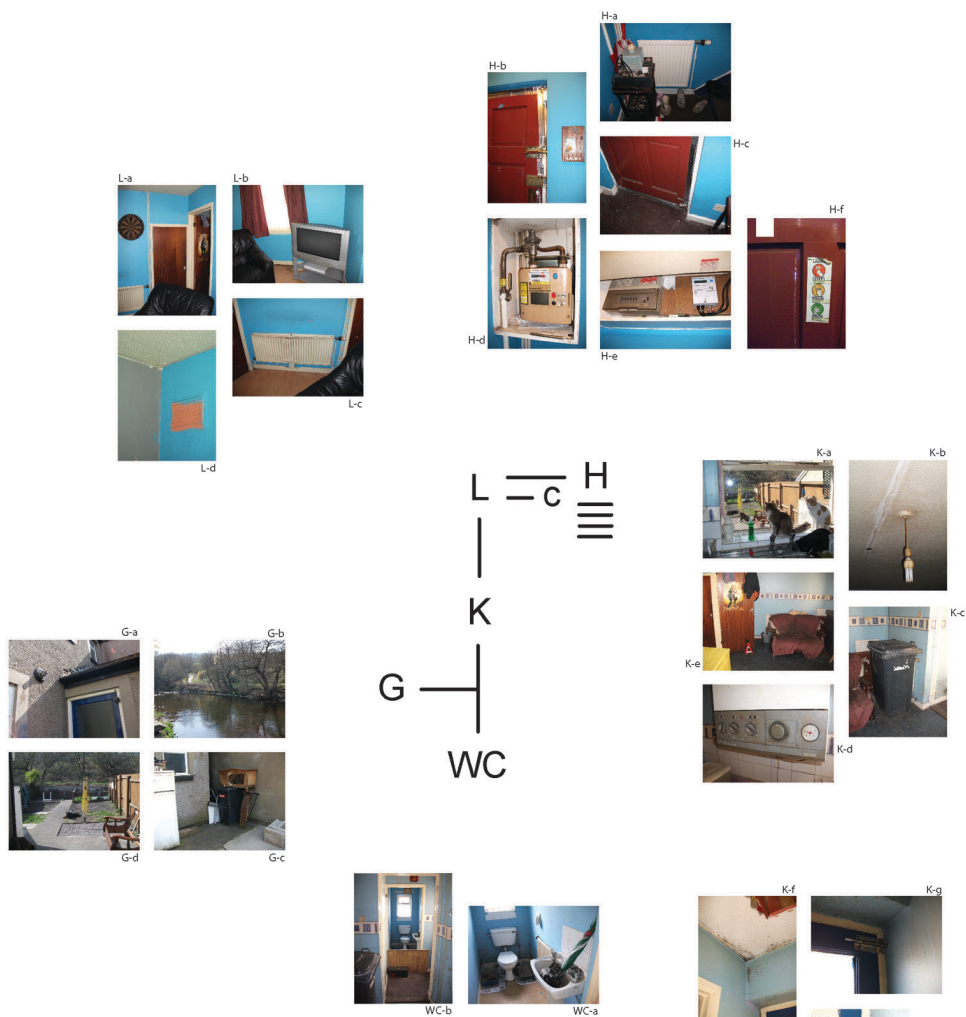 H-a
H-b
H-c
L-a
L-b
H-f
H-d
H-e
L-c
L-d
K-a
K-b
L
C
H
K
K-c
G-a
G-b
K-e
G
K-d
WC
G-d
G-c
K-f
K-g
WC-b
WC-a